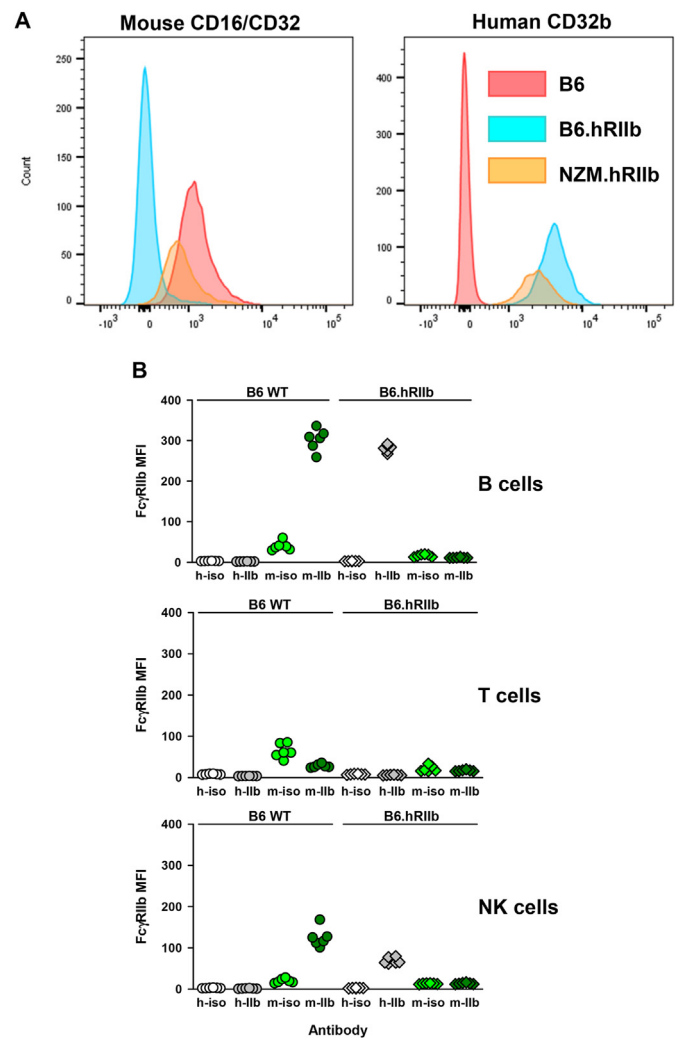 A
Mouse CD16/CD32
Human CD32b
250
200
150
100
50
0
Count
-10³ 0 10³ 10⁴ 10⁵
400
300
200
100
0
-10³ 0 10³ 10⁴ 10⁵
B6
B6.hRIIb
NZM.hRIIb
B
B6 WT B6.hRIIb
400
300
200
100
0
FcγRIIb MFI
h-iso h-IIb m-iso m-IIb h-iso h-IIb m-iso m-IIb
B cells
B6 WT B6.hRIIb
400
300
200
100
0
FcγRIIb MFI
h-iso h-IIb m-iso m-IIb h-iso h-IIb m-iso m-IIb
T cells
B6 WT B6.hRIIb
400
300
200
100
0
FcγRIIb MFI
h-iso h-IIb m-iso m-IIb h-iso h-IIb m-iso m-IIb
NK cells
Antibody